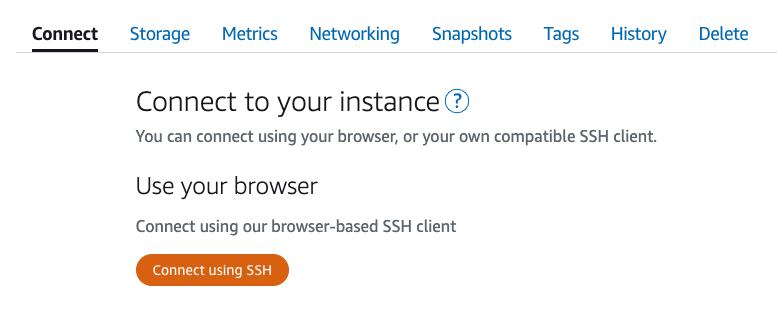 Connect Storage Metrics Networking Snapshots Tags History Delete
Connect to your instance ?
You can connect using your browser, or your own compatible SSH client.
Use your browser
Connect using our browser-based SSH client
Connect using SSH